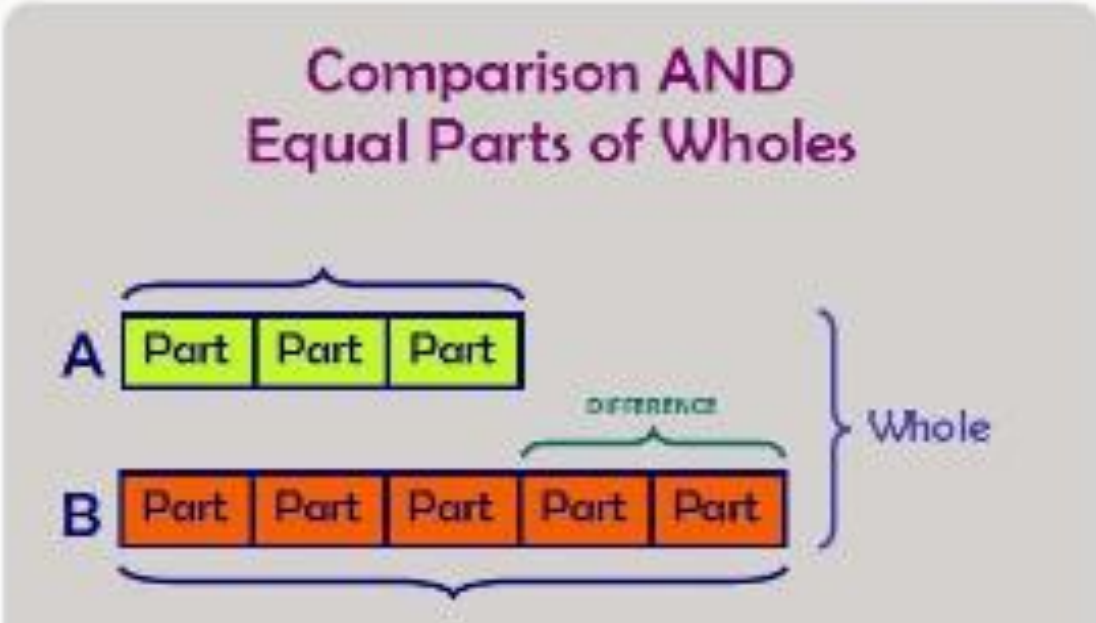 Comparison AND
Equal Parts of Wholes
A Part Part Part
DIFFERENCE
Whole
B Part Part Part Part Part